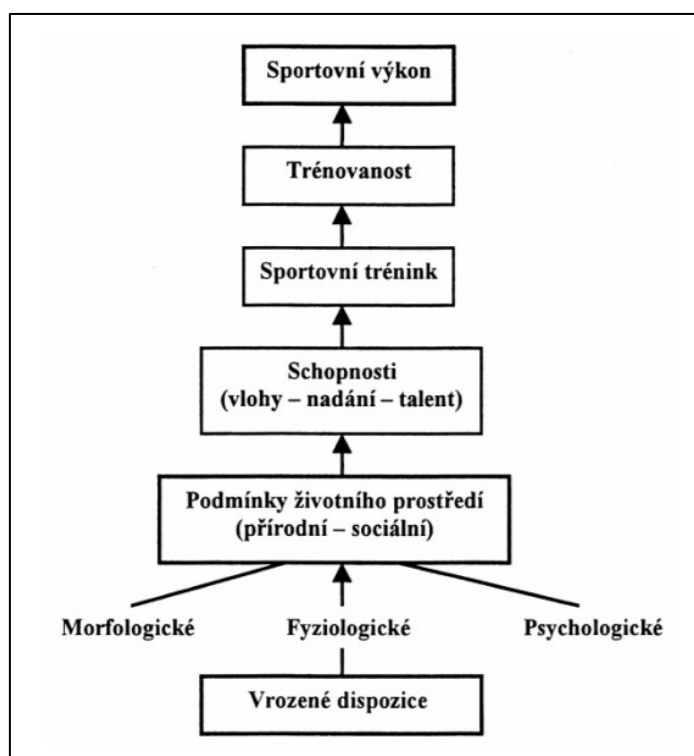 Sportovní výkon
Trénovanost
Sportovní trénink
Schopnosti
(vlohy – nadání – talent)
Podmínky životního prostředí
(přírodní – sociální)
Morfologické Fyziologické Psychologické
Vrozené dispozice